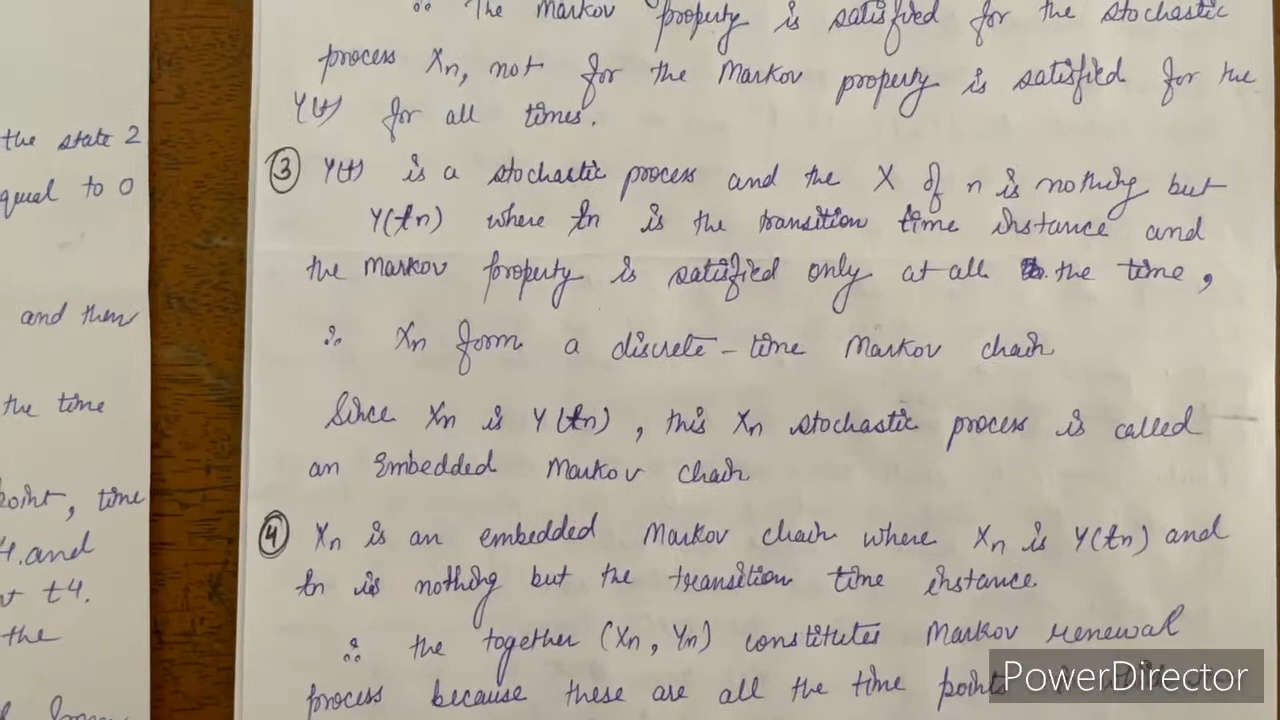 the state 2
equal to 0
and then
the time
point, time
4. and
t4.
the
∴ The Markov property is satisfied for the stochastic
process Xn, not for the Markov property is satisfied for the
Y(t) for all times.
③ Y(t) is a stochastic process and the X of n is nothing but
Y(tn) where tn is the transition time instance and
the Markov property is satisfied only at all the time,
∴ Xn form a discrete - time Markov chain
Since Xn is Y(tn), this Xn stochastic process is called
an Embedded Markov chain
④ Xn is an embedded Markov chain where Xn is Y(tn) and
tn is nothing but the transition time instance
∴ the together (Xn, Yn) constitutes Markov renewal
process because these are all the time points
PowerDirector